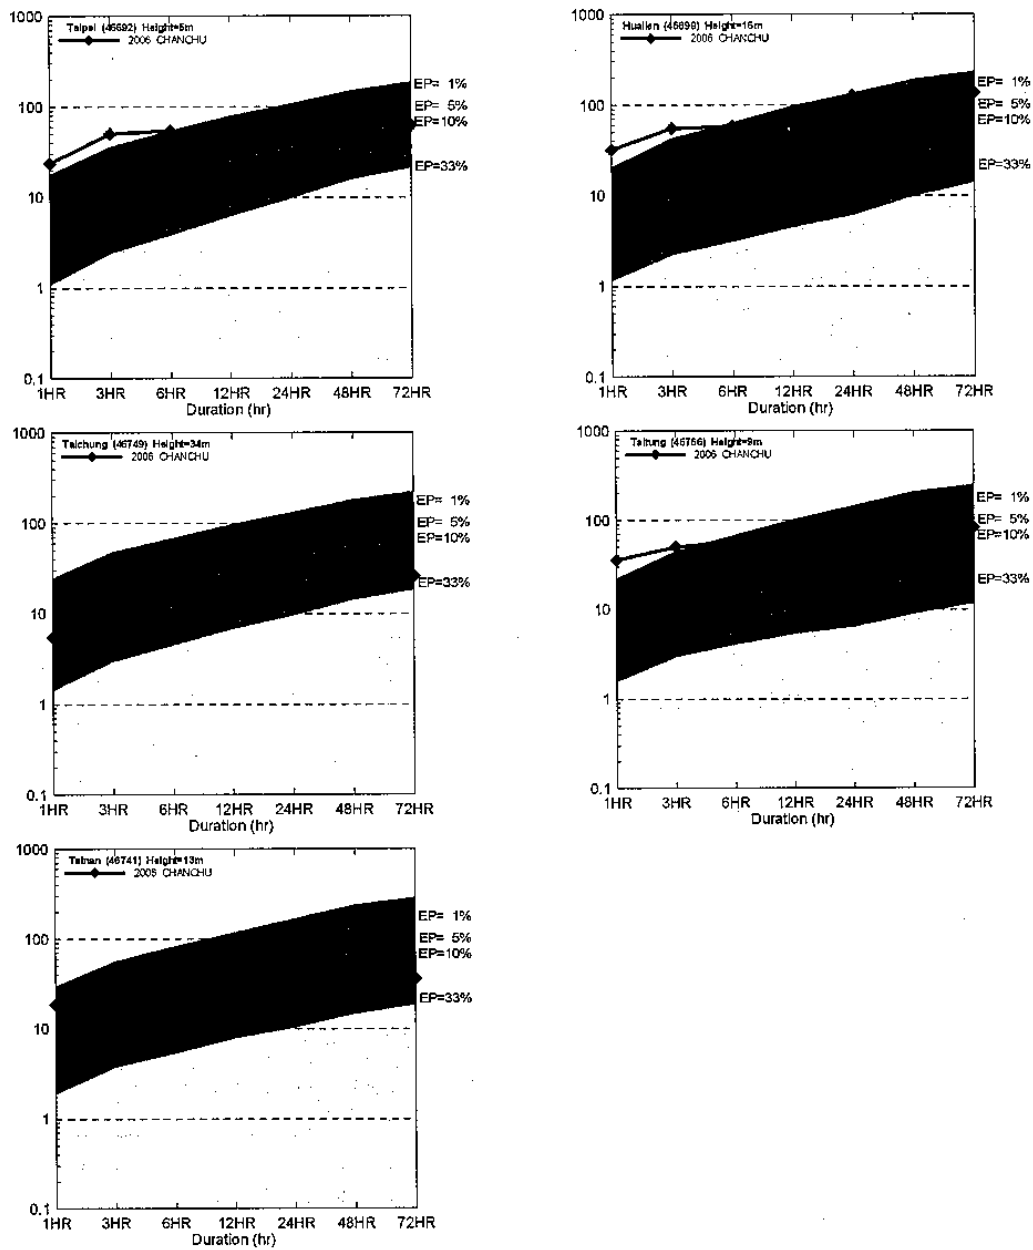 1000
Taipei (46692) Height=5m
2006 CHANCHU
100
10
1
0.1
EP= 1%
EP= 5%
EP=10%
EP=33%
1HR 3HR 6HR 12HR 24HR 48HR 72HR
Duration (hr)
1000
Hualien (46699) Height=16m
2006 CHANCHU
100
10
1
0.1
EP= 1%
EP= 5%
EP=10%
EP=33%
1HR 3HR 6HR 12HR 24HR 48HR 72HR
Duration (hr)
1000
Taichung (46749) Height=34m
2006 CHANCHU
100
10
1
0.1
EP= 1%
EP= 5%
EP=10%
EP=33%
1HR 3HR 6HR 12HR 24HR 48HR 72HR
Duration (hr)
1000
Taitung (46766) Height=9m
2006 CHANCHU
100
10
1
0.1
EP= 1%
EP= 5%
EP=10%
EP=33%
1HR 3HR 6HR 12HR 24HR 48HR 72HR
Duration (hr)
1000
Tainan (46741) Height=13m
2006 CHANCHU
100
10
1
0.1
EP= 1%
EP= 5%
EP=10%
EP=33%
1HR 3HR 6HR 12HR 24HR 48HR 72HR
Duration (hr)